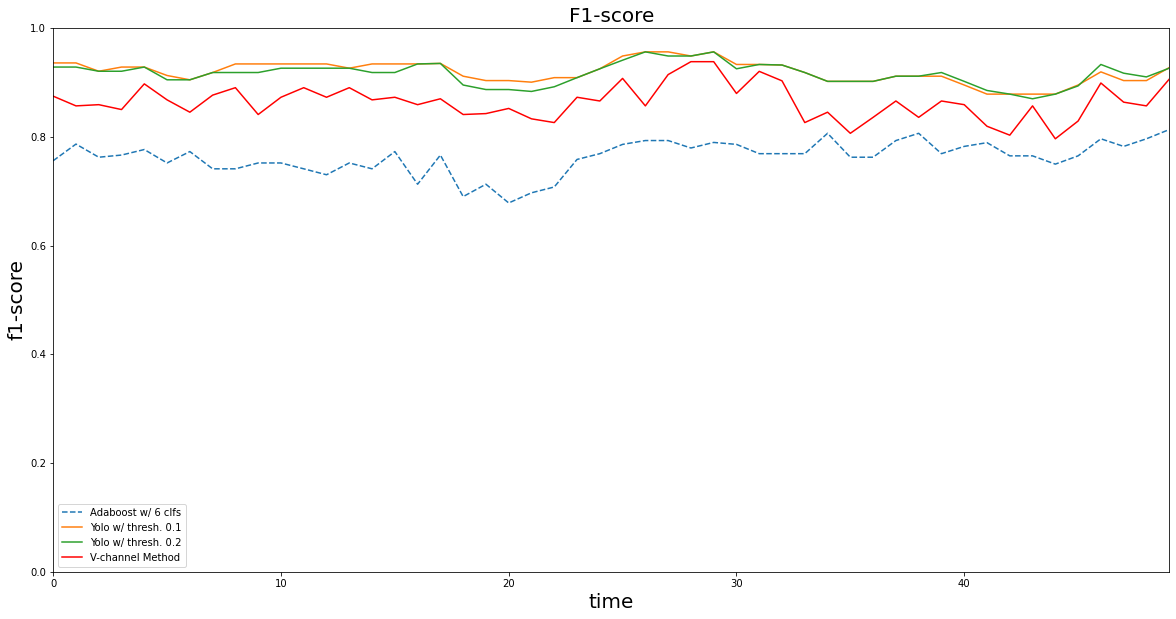 F1-score
1.0
0.8
0.6
0.4
0.2
0.0
f1-score
Adaboost w/ 6 clfs
Yolo w/ thresh. 0.1
Yolo w/ thresh. 0.2
V-channel Method
0 10 20 30 40
time